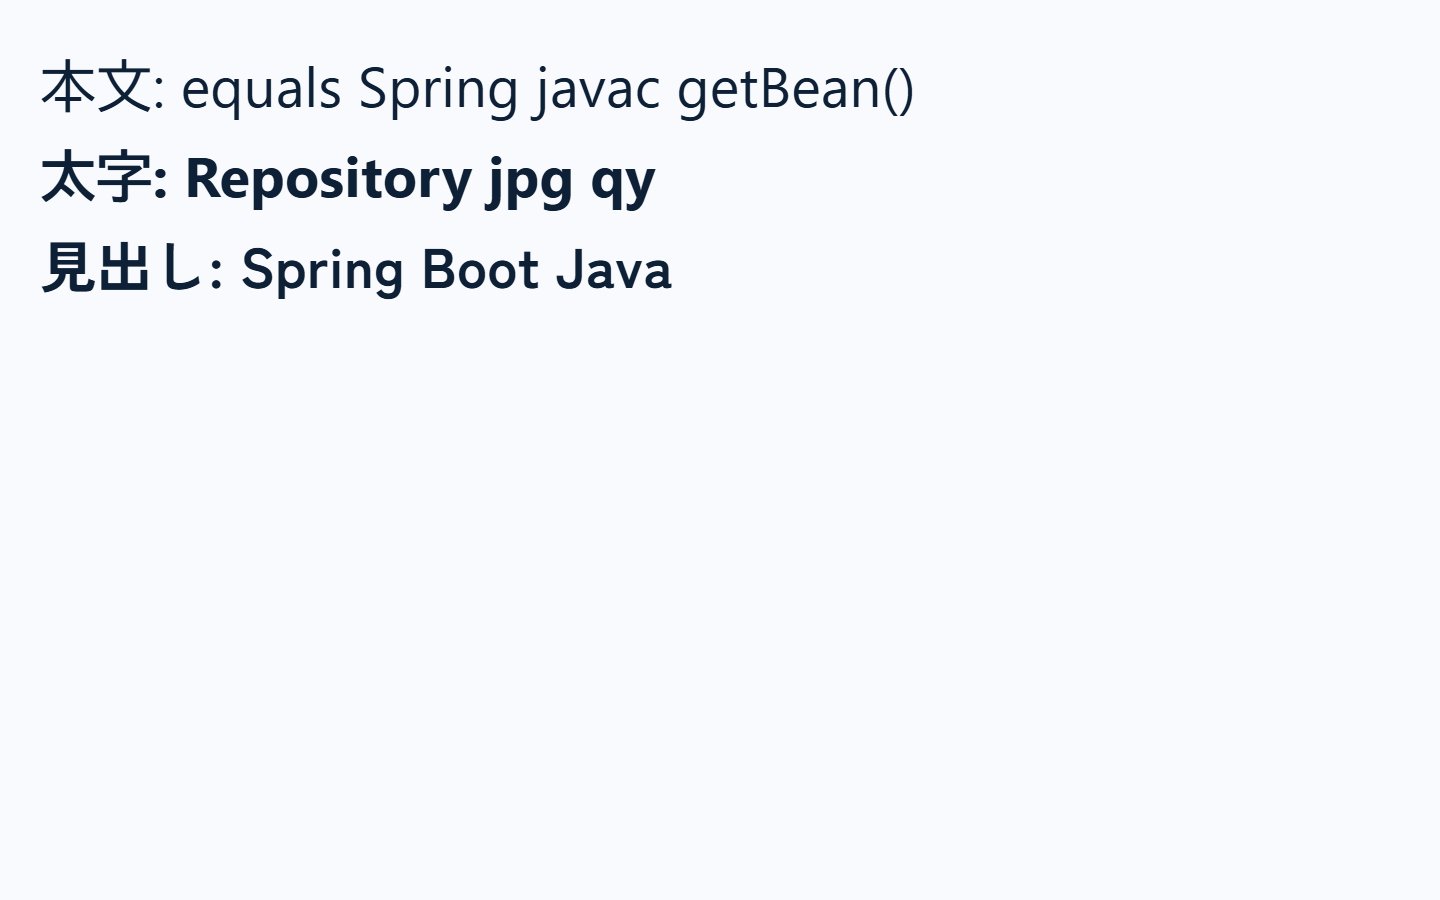 本文: equals Spring javac getBean()
太字: Repository jpg qy
見出し: Spring Boot Java